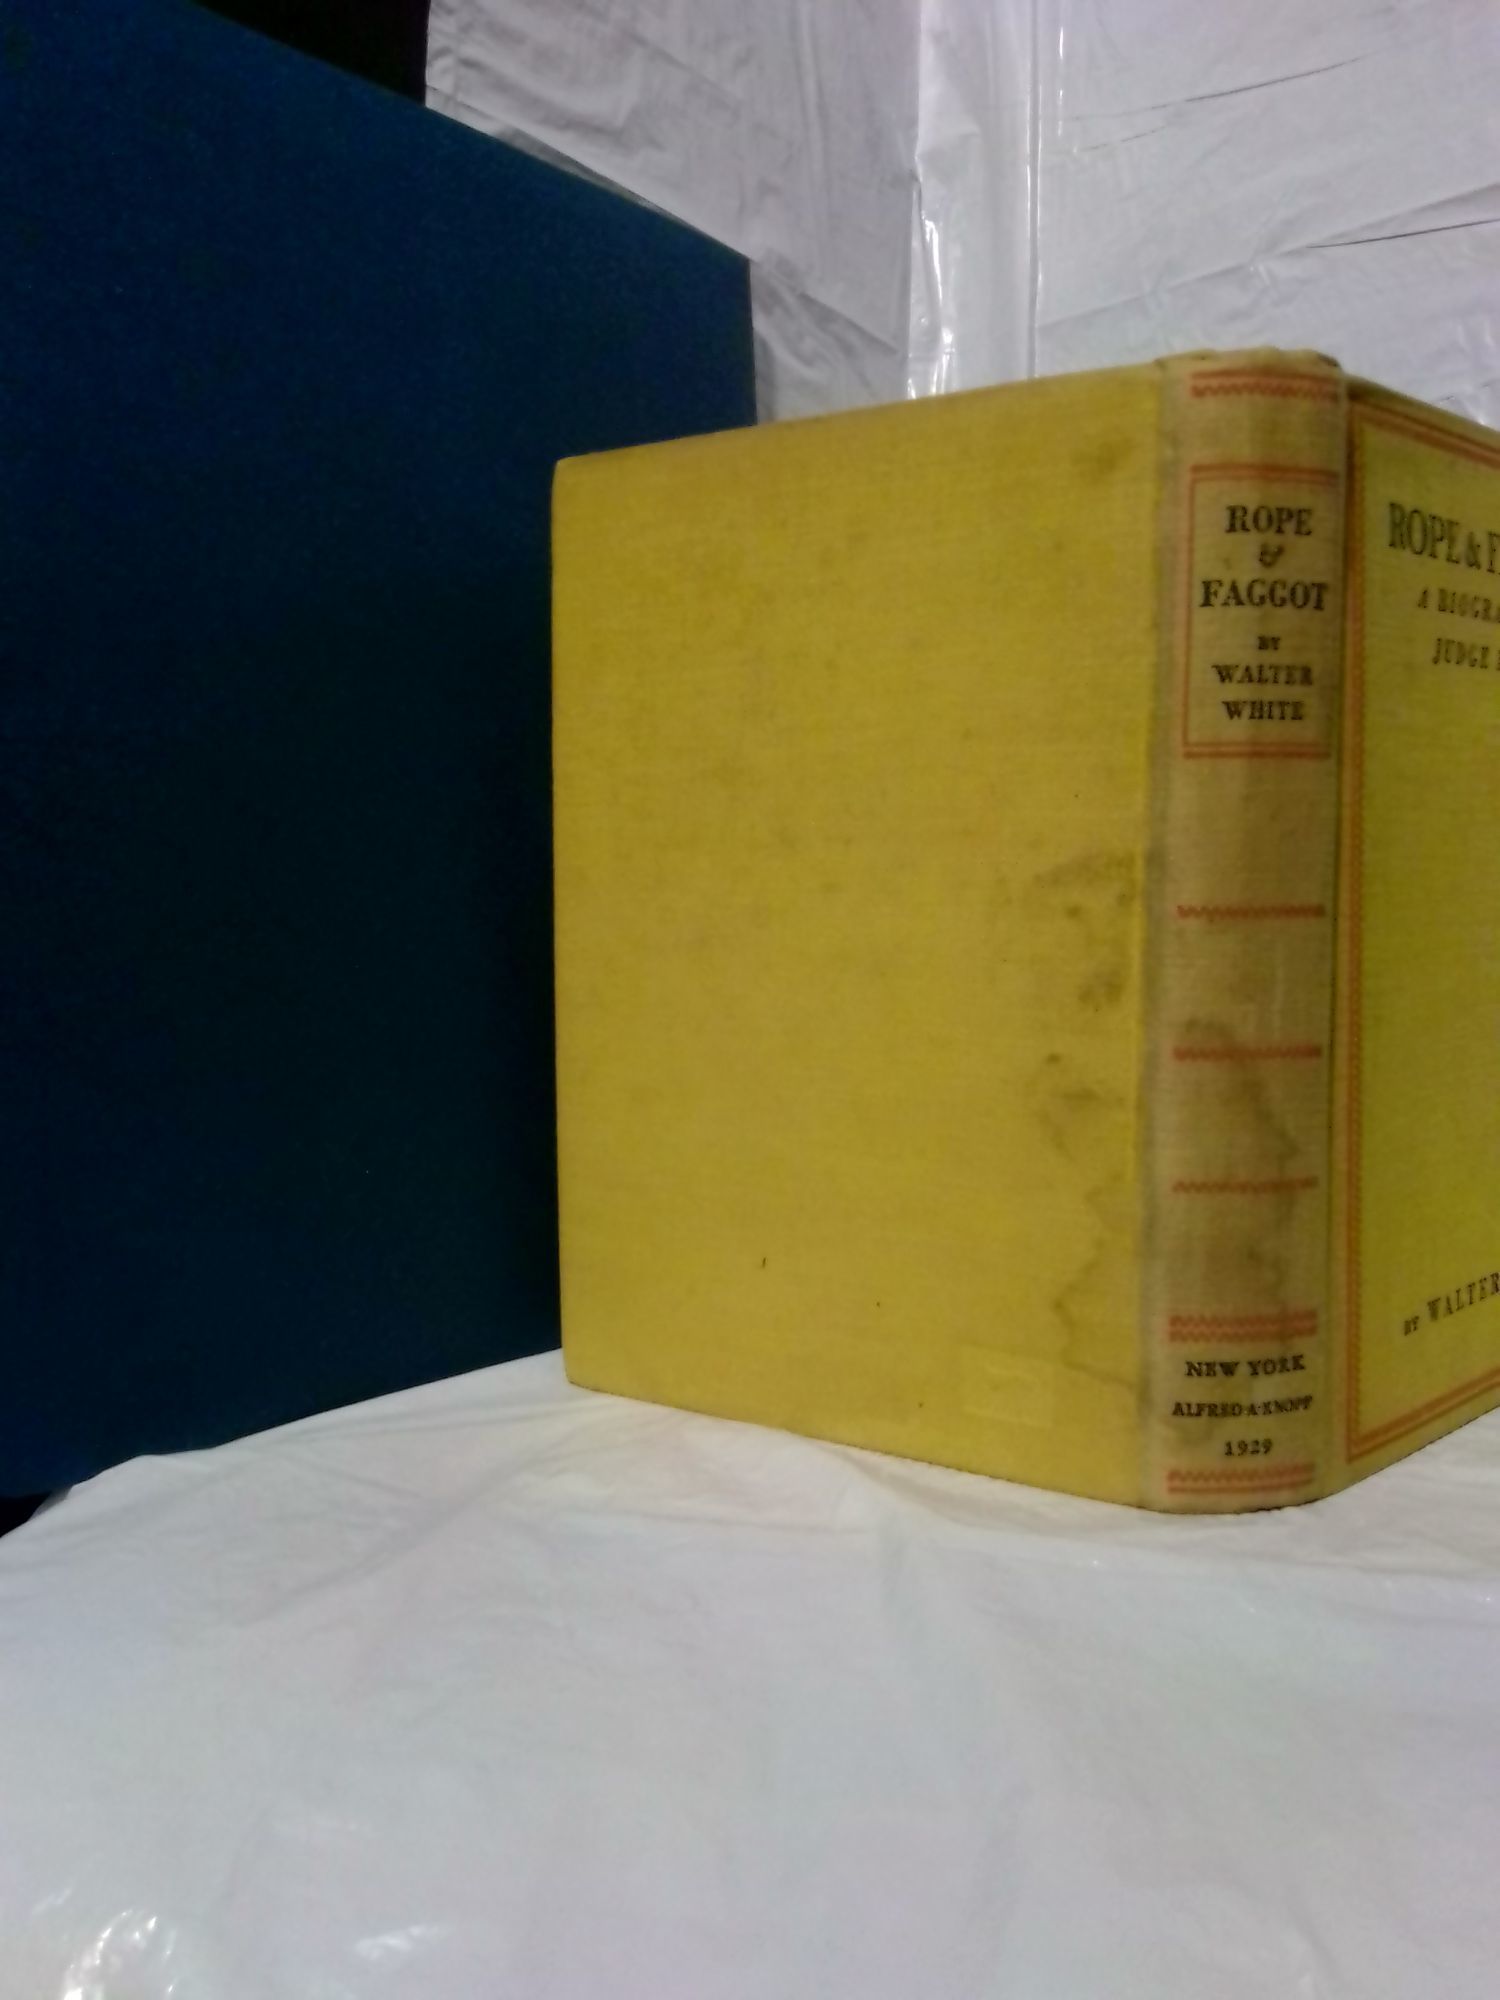 ROPE
&
FAGGOT
BY
WALTER
WHITE
NEW YORK
ALFRED·A·KNOPF
1929
ROPE & F
A BIOGRA
JUDGE
BY WALTER